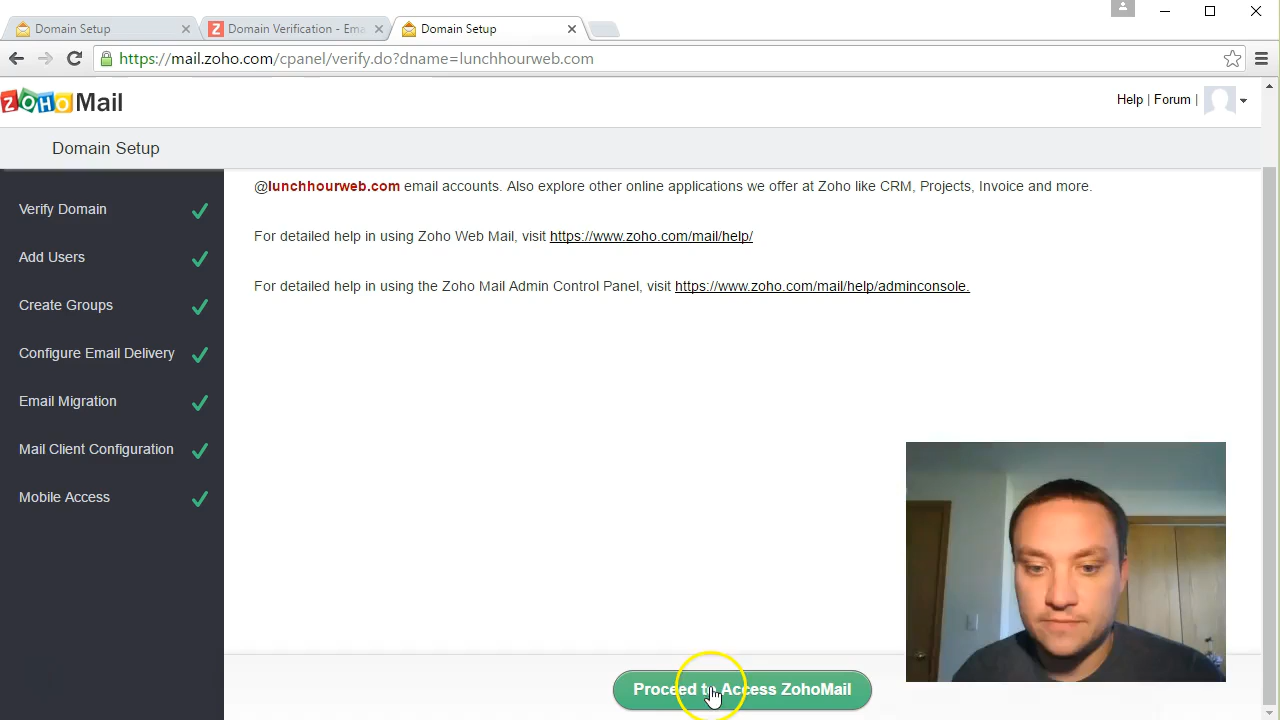 Domain Setup
Domain Verification - Ema
Domain Setup
https://mail.zoho.com/cpanel/verify.do?dname=lunchhourweb.com
ZOHO Mail
Help | Forum |
Domain Setup
Verify Domain
Add Users
Create Groups
Configure Email Delivery
Email Migration
Mail Client Configuration
Mobile Access
@lunchhourweb.com email accounts. Also explore other online applications we offer at Zoho like CRM, Projects, Invoice and more.
For detailed help in using Zoho Web Mail, visit https://www.zoho.com/mail/help/
For detailed help in using the Zoho Mail Admin Control Panel, visit https://www.zoho.com/mail/help/adminconsole.
Proceed to Access ZohoMail